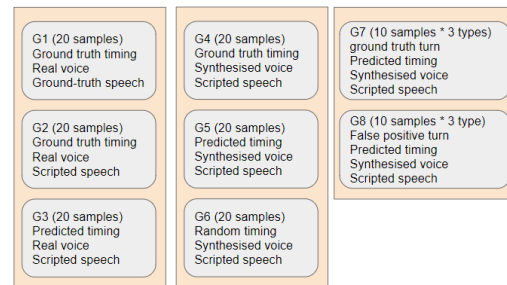 G1 (20 samples)
Ground truth timing
Real voice
Ground-truth speech
G2 (20 samples)
Ground truth timing
Real voice
Scripted speech
G3 (20 samples)
Predicted timing
Real voice
Scripted speech
G4 (20 samples)
Ground truth timing
Synthesised voice
Scripted speech
G5 (20 samples)
Predicted timing
Synthesised voice
Scripted speech
G6 (20 samples)
Random timing
Synthesised voice
Scripted speech
G7 (10 samples * 3 types)
ground truth turn
Predicted timing
Synthesised voice
Scripted speech
G8 (10 samples * 3 type)
False positive turn
Predicted timing
Synthesised voice
Scripted speech